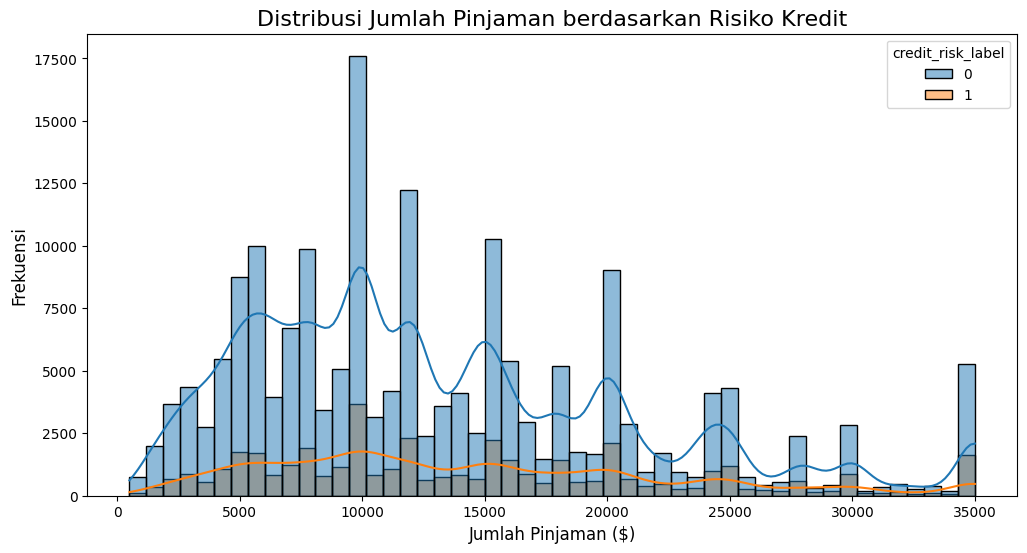 Distribusi Jumlah Pinjaman berdasarkan Risiko Kredit
credit_risk_label
0
1
Frekuensi
17500
15000
12500
10000
7500
5000
2500
0
0 5000 10000 15000 20000 25000 30000 35000
Jumlah Pinjaman ($)